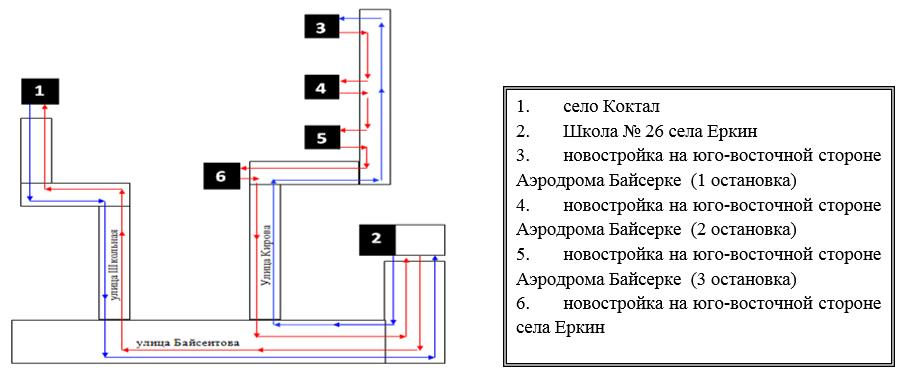 3
1
4
5
6
2
улица Школьная
Улица Кирова
улица Байсеитова
1. село Коктал
2. Школа № 26 села Еркин
3. новостройка на юго-восточной стороне
Аэродрома Байсерке (1 остановка)
4. новостройка на юго-восточной стороне
Аэродрома Байсерке (2 остановка)
5. новостройка на юго-восточной стороне
Аэродрома Байсерке (3 остановка)
6. новостройка на юго-восточной стороне
села Еркин